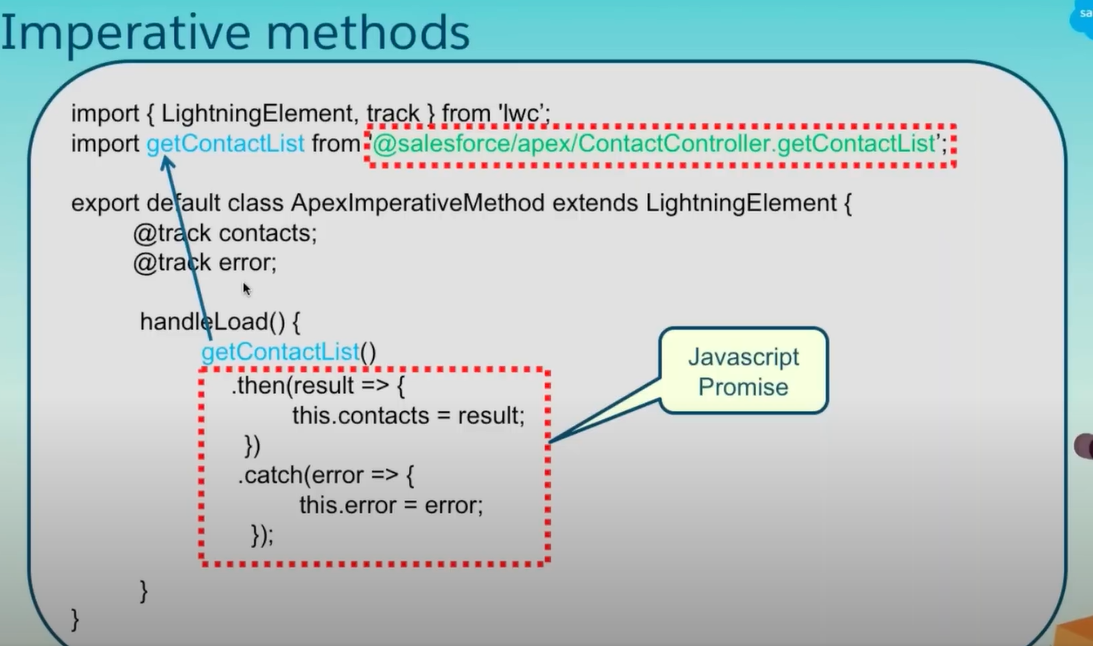 Imperative methods
import { LightningElement, track } from 'lwc’;
import getContactList from '@salesforce/apex/ContactController.getContactList’;
export default class ApexImperativeMethod extends LightningElement {
@track contacts;
@track error;
handleLoad() {
getContactList()
.then(result => {
this.contacts = result;
})
.catch(error => {
this.error = error;
});
}
}
Javascript
Promise